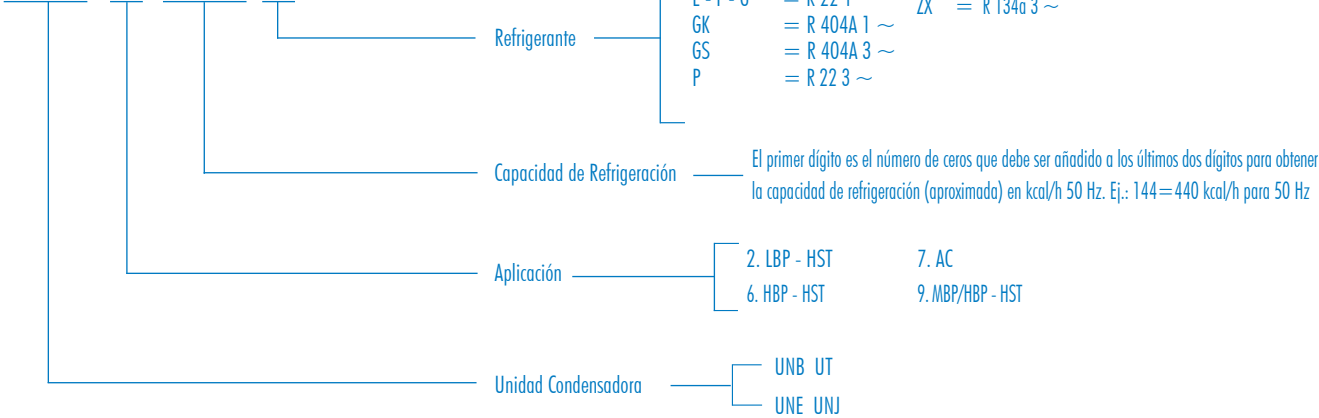 ZX = R 134a 3 ~
Refrigerante
GK = R 404A 1 ~
GS = R 404A 3 ~
P = R 22 3 ~
Capacidad de Refrigeración
El primer dígito es el número de ceros que debe ser añadido a los últimos dos dígitos para obtener
la capacidad de refrigeración (aproximada) en kcal/h 50 Hz. Ej.: 144=440 kcal/h para 50 Hz
Aplicación
2. LBP - HST 7. AC
6. HBP - HST 9. MBP/HBP - HST
Unidad Condensadora
UNB UT
UNE UNJ